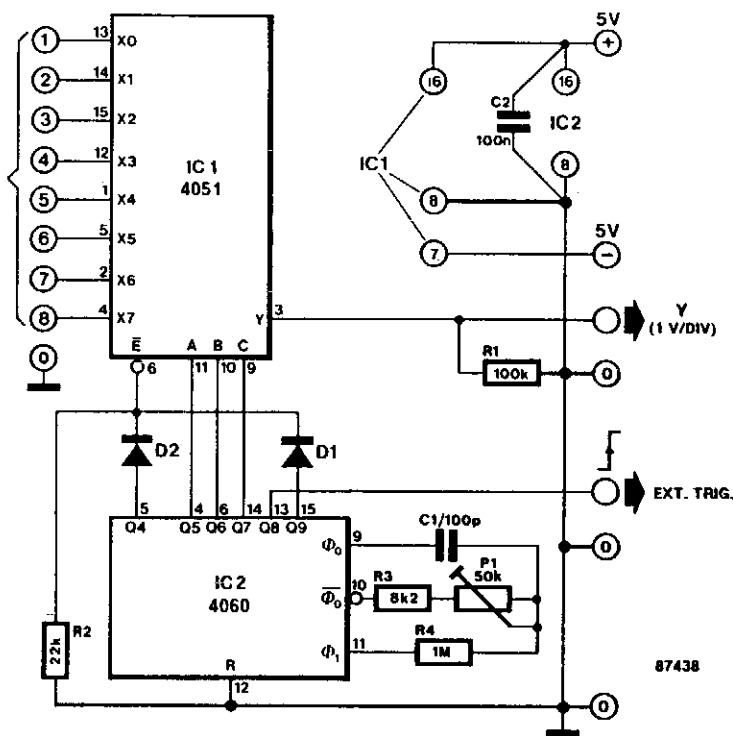 1 13 X0
2 14 X1
3 15 X2
4 12 X3
5 1 X4
6 5 X5
7 2 X6
8 4 X7
0
IC 1
4051
Y 3
E A B C
6 11 10 9
5V
+
16
16
C2
100n
IC2
IC1
8
8
7
5V
−
Y
(1 V/DIV)
R1
100k
0
D2
D1
EXT. TRIG.
0
5 4 6 14 13 15
Q4 Q5 Q6 Q7 Q8 Q9
IC2
4060
Φ0 9
C1/100p
Φ0 10
R3
8k2
P1
50k
Φ1 11
R4
1M
R2
22k
R
12
87438
0